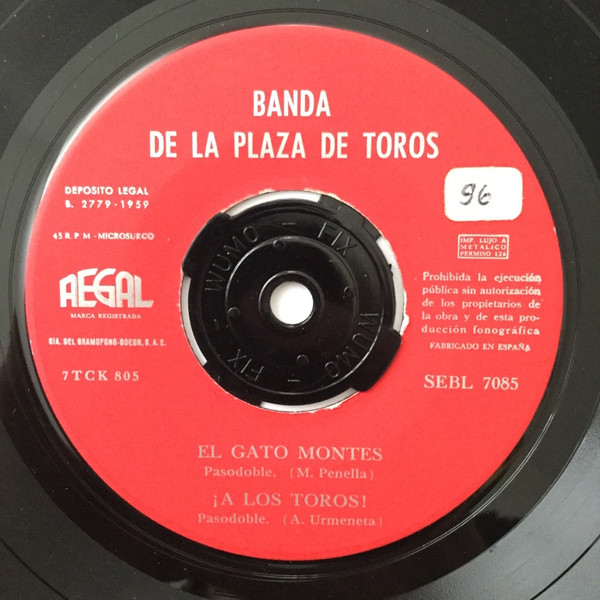 BANDA
DE LA PLAZA DE TOROS
DEPOSITO LEGAL
B. 2779-1959
96
45 R. P M - MICROSURCO
IMP. LUJO A
METALICO
PERMISO 126
REGAL
MARCA REGISTRADA
Prohibida la ejecución
pública sin autorización
de los propietarios de
la obra y de esta pro-
ducción fonográfica
FABRICADO EN ESPAÑA
CIA. DEL GRAMOFONO-ODEON, S. A. E.
7TCK 805
SEBL 7085
WUMO – FIX – WUMO – FIX –
EL GATO MONTES
Pasodoble. (M. Penella)
¡A LOS TOROS!
Pasodoble. (A. Urmeneta)